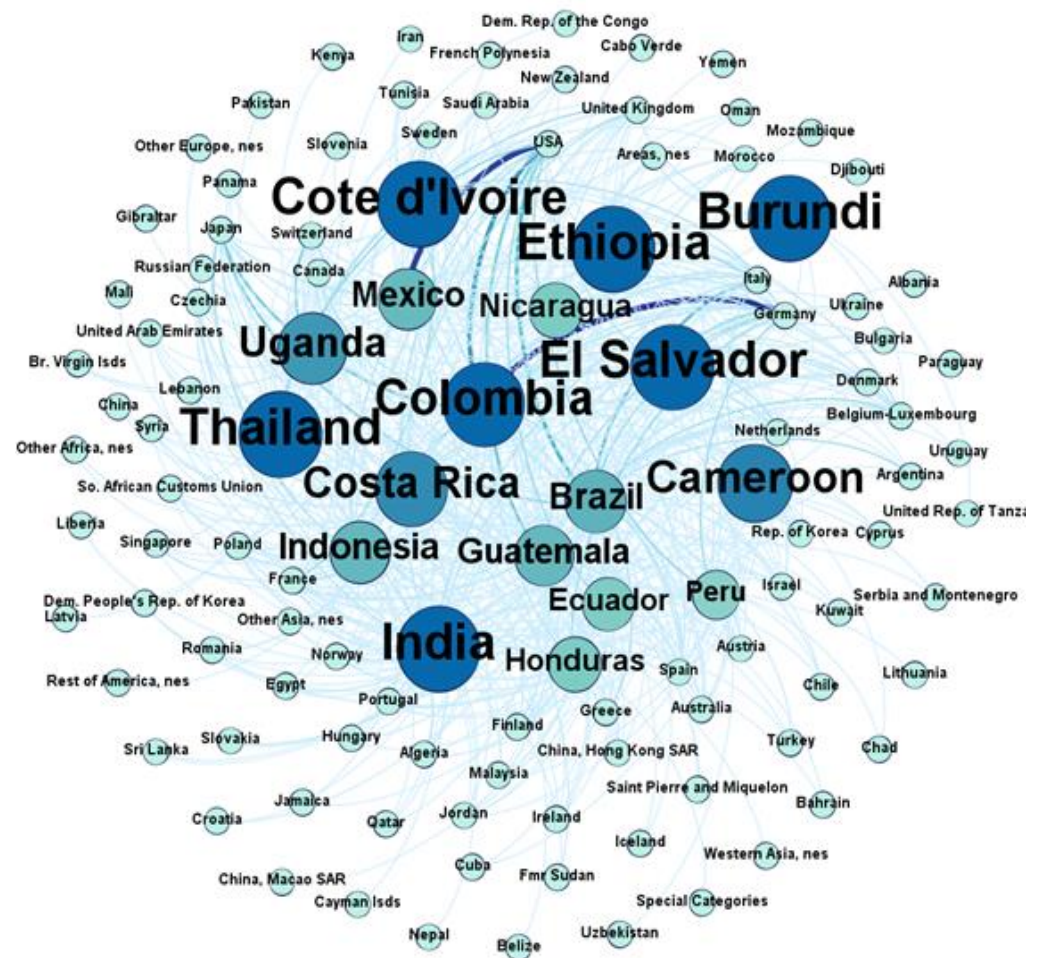 Dem. Rep. of the Congo
Iran
Cabo Verde
Kenya
French Polynesia
Yemen
New Zealand
Tunisia
Pakistan
Saudi Arabia
United Kingdom
Oman
Sweden
Mozambique
Slovenia
USA
Other Europe, nes
Areas, nes
Morocco
Djibouti
Panama
Cote d'Ivoire
Burundi
Gibraltar
Japan
Switzerland
Ethiopia
Russian Federation
Canada
Italy
Albania
Mali
Czechia
Mexico
Nicaragua
Ukraine
Germany
United Arab Emirates
Uganda
Bulgaria
Br. Virgin Isds
El Salvador
Paraguay
Lebanon
Denmark
China
Colombia
Syria
Thailand
Belgium-Luxembourg
Netherlands
Other Africa, nes
Uruguay
So. African Customs Union
Costa Rica
Brazil
Cameroon
Argentina
United Rep. of Tanza
Liberia
Singapore
Poland
Indonesia
Guatemala
Rep. of Korea
Cyprus
France
Dem. People's Rep. of Korea
Ecuador
Peru
Israel
Serbia and Montenegro
Latvia
Other Asia, nes
Kuwait
Romania
Norway
India
Honduras
Austria
Rest of America, nes
Egypt
Spain
Chile
Lithuania
Portugal
Greece
Australia
Slovakia
Hungary
Finland
Sri Lanka
Algeria
China, Hong Kong SAR
Turkey
Chad
Malaysia
Saint Pierre and Miquelon
Jamaica
Bahrain
Croatia
Qatar
Jordan
Ireland
Iceland
Western Asia, nes
Cuba
Fmr Sudan
China, Macao SAR
Cayman Isds
Special Categories
Nepal
Belize
Uzbekistan